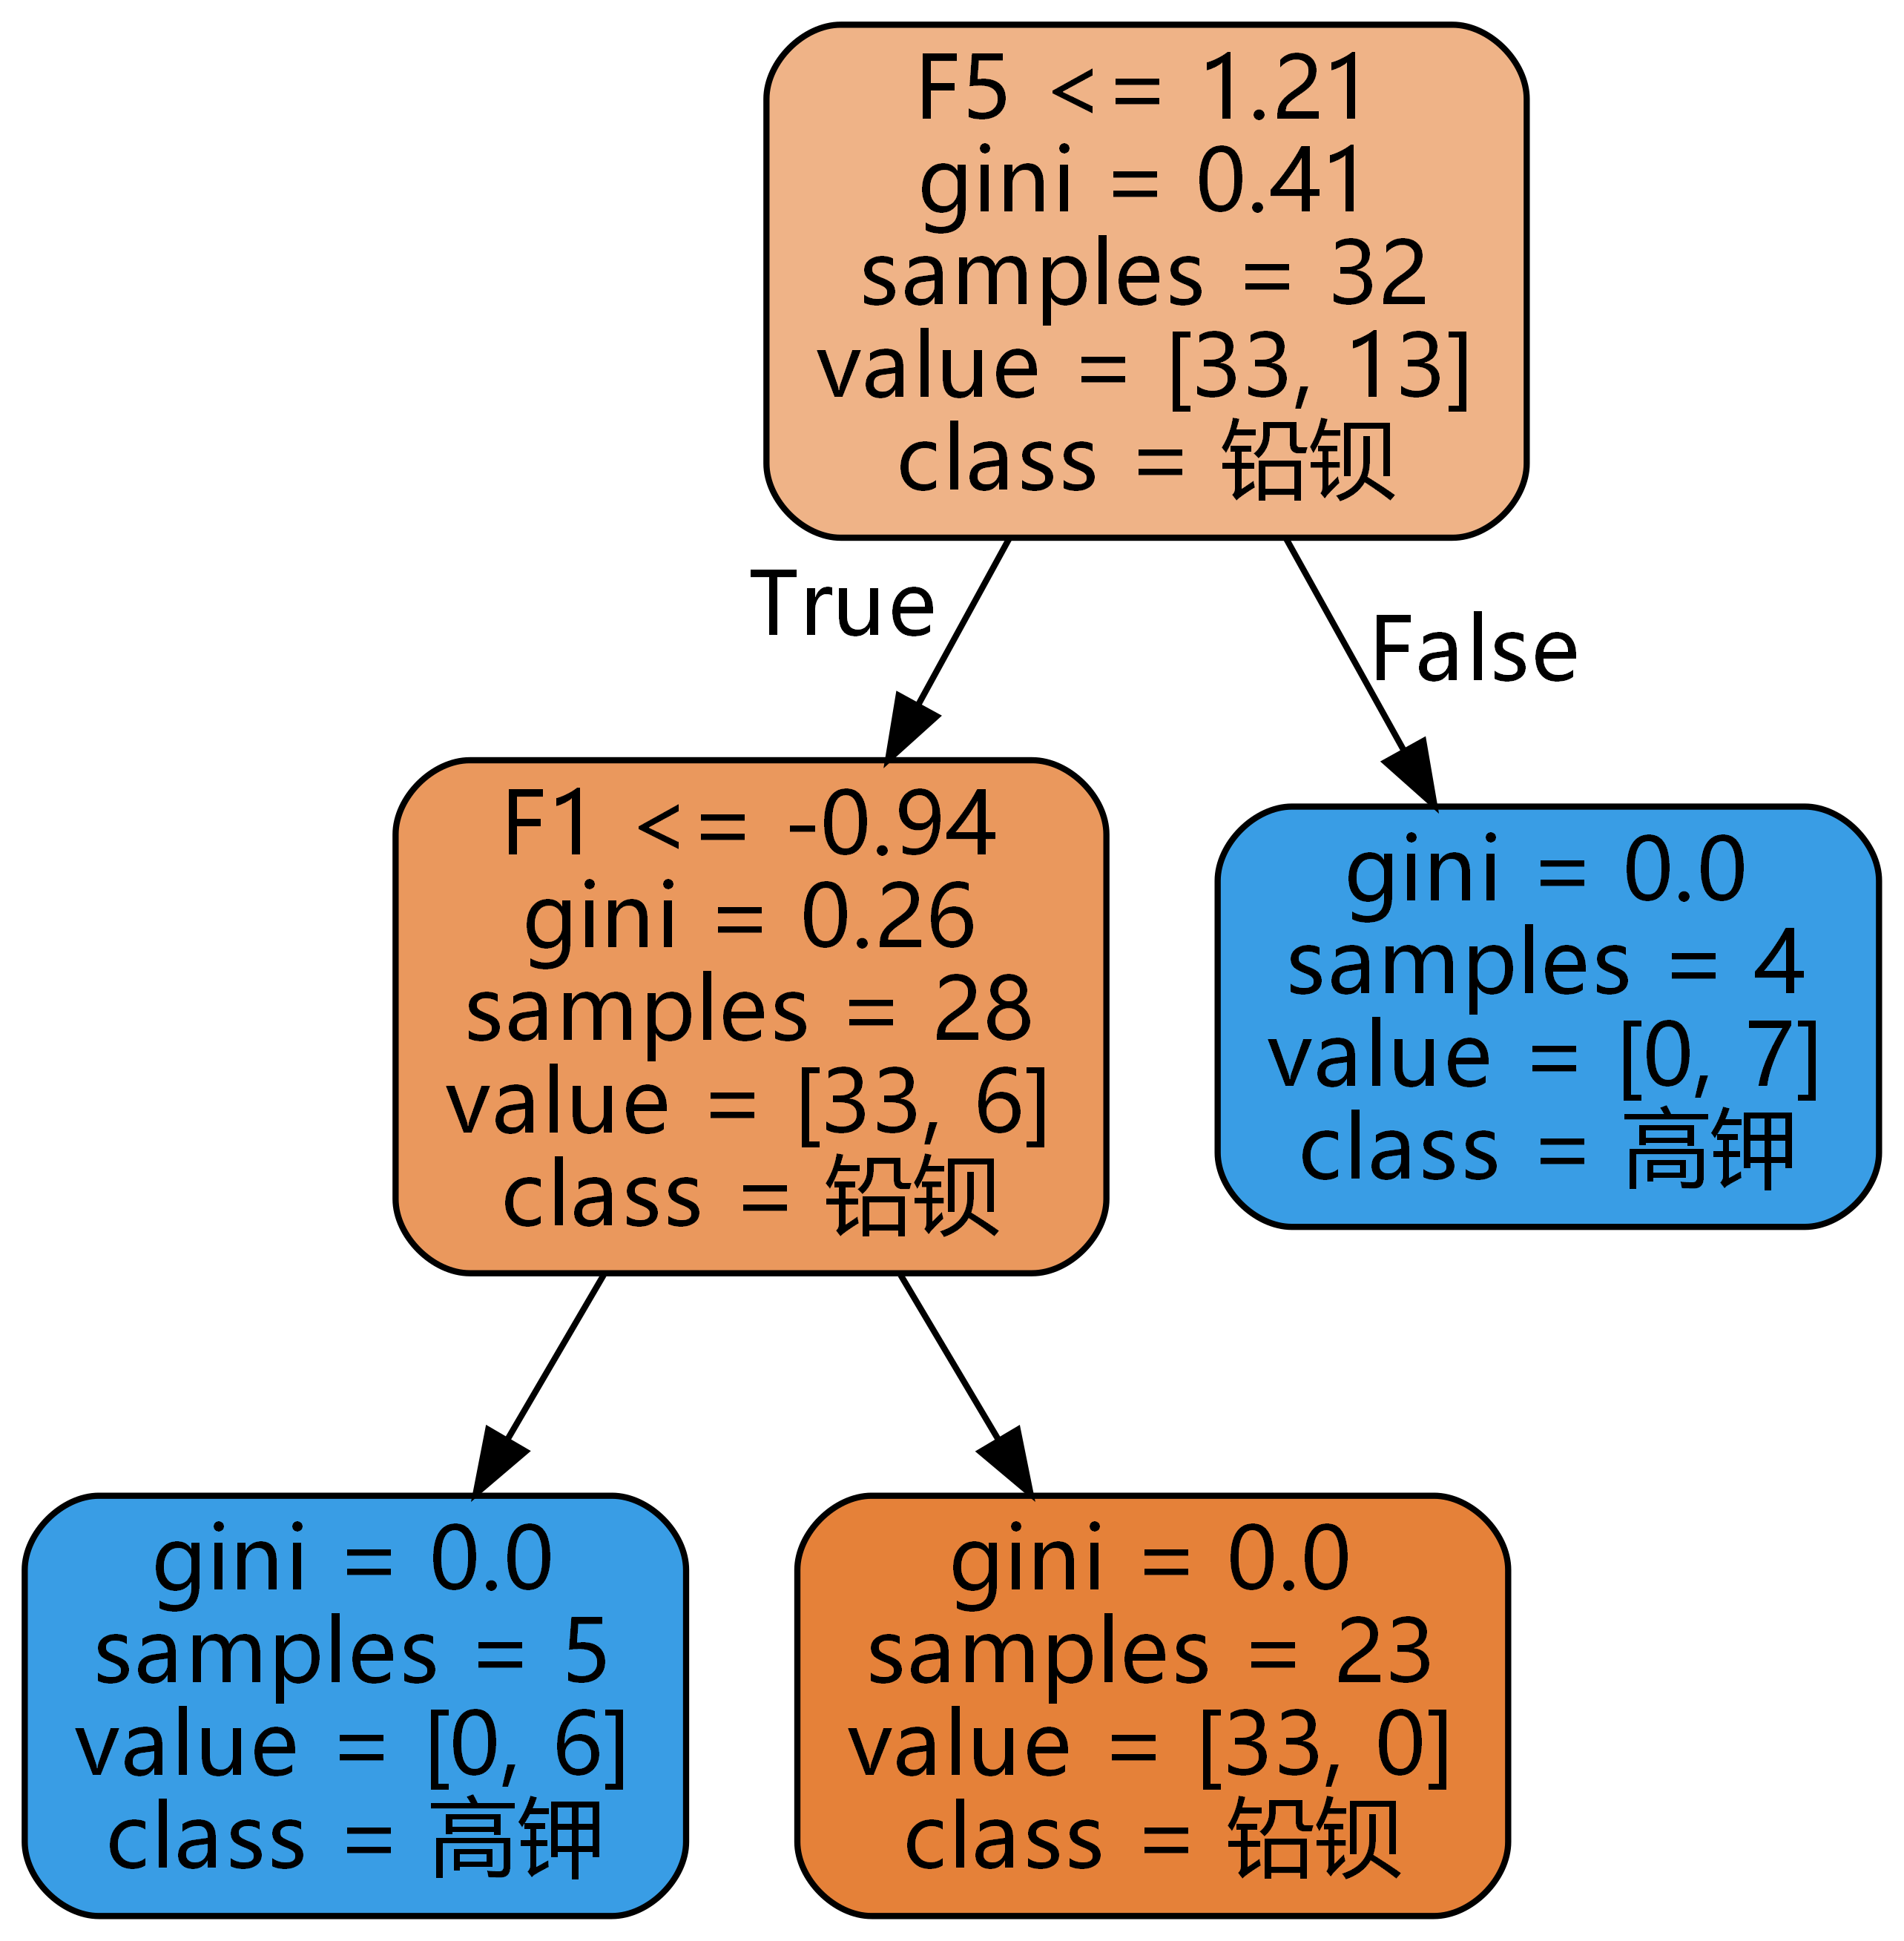 F5 <= 1.21
gini = 0.41
samples = 32
value = [33, 13]
class = 铅钡
True
False
F1 <= -0.94
gini = 0.26
samples = 28
value = [33, 6]
class = 铅钡
gini = 0.0
samples = 4
value = [0, 7]
class = 高钾
gini = 0.0
samples = 5
value = [0, 6]
class = 高钾
gini = 0.0
samples = 23
value = [33, 0]
class = 铅钡